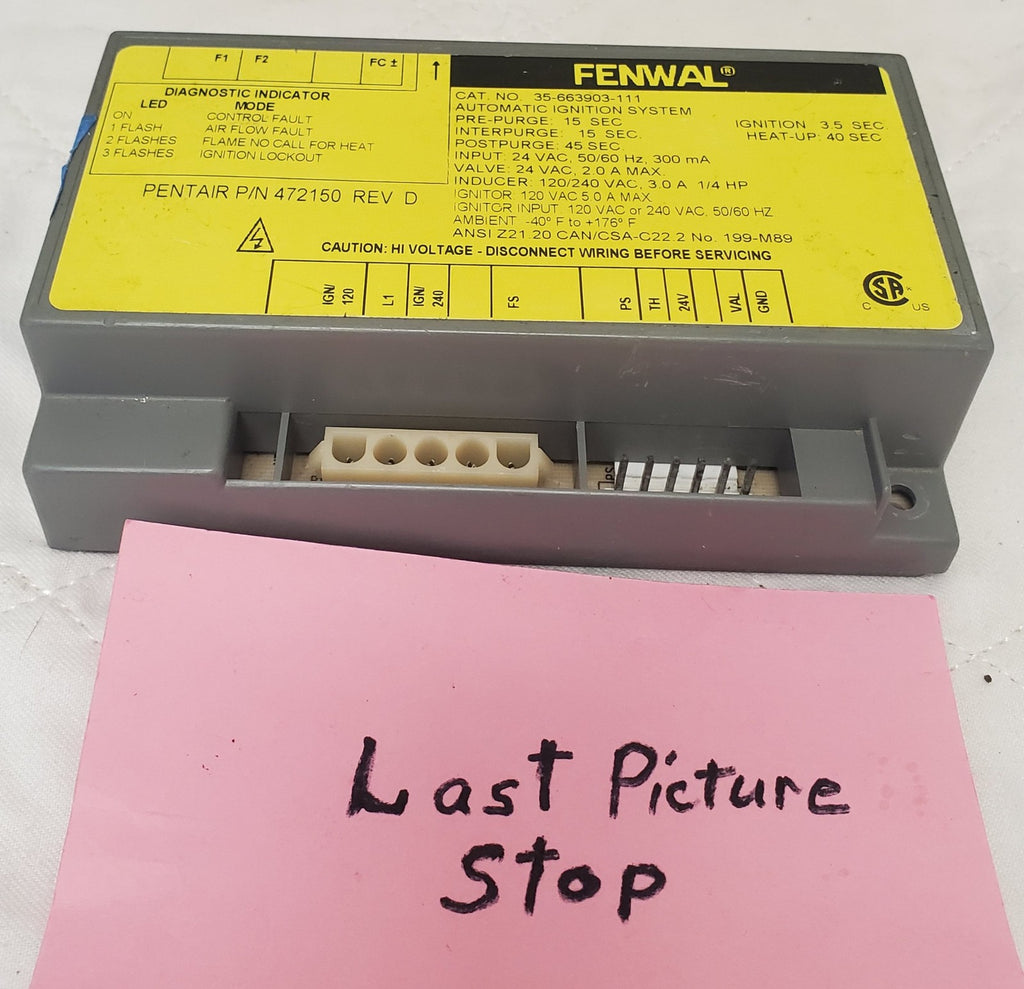 F1 F2 FC ±
DIAGNOSTIC INDICATOR
LED MODE
ON CONTROL FAULT
1 FLASH AIR FLOW FAULT
2 FLASHES FLAME NO CALL FOR HEAT
3 FLASHES IGNITION LOCKOUT
PENTAIR P/N 472150 REV D
FENWAL®
CAT. NO. 35-663903-111
AUTOMATIC IGNITION SYSTEM
PRE-PURGE: 15 SEC IGNITION 3.5 SEC.
INTERPURGE: 15 SEC. HEAT-UP: 40 SEC
POSTPURGE: 45 SEC.
INPUT: 24 VAC, 50/60 Hz, 300 mA
VALVE: 24 VAC, 2.0 A MAX.
INDUCER: 120/240 VAC, 3.0 A 1/4 HP
IGNITOR: 120 VAC 5.0 A MAX
IGNITOR INPUT: 120 VAC or 240 VAC, 50/60 HZ
AMBIENT -40° F to +176° F
ANSI Z21.20 CAN/CSA-C22.2 No. 199-M89
CAUTION: HI VOLTAGE - DISCONNECT WIRING BEFORE SERVICING
IGN/120 L1 IGN/240 FS PS TH 24V VAL GND
C US
PS
Last Picture
Stop